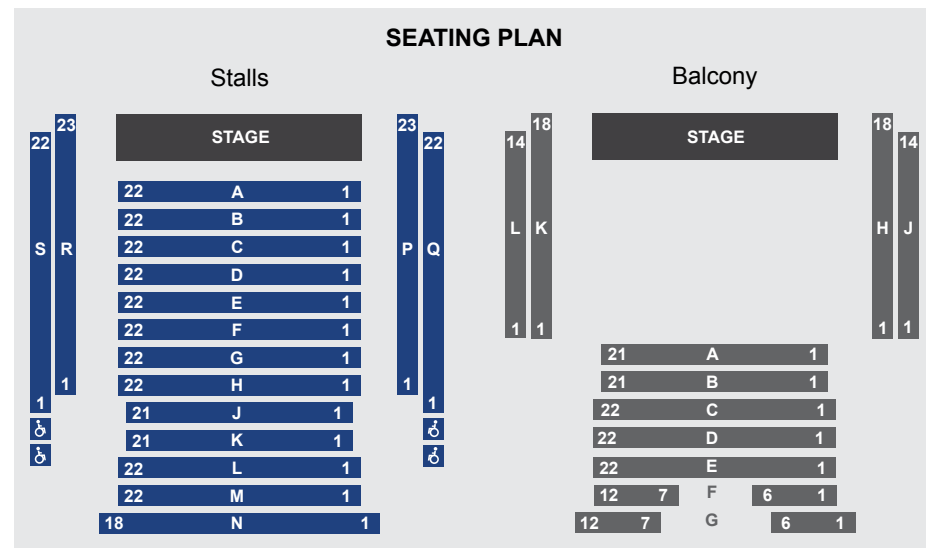 SEATING PLAN
Stalls
STAGE
22 A 1
22 B 1
22 C 1
22 D 1
22 E 1
22 F 1
22 G 1
22 H 1
21 J 1
21 K 1
22 L 1
22 M 1
18 N 1
22 S 1
23 R 1
23 P 1
22 Q 1
Balcony
STAGE
14 L 1
18 K 1
18 H 1
14 J 1
21 A 1
21 B 1
22 C 1
22 D 1
22 E 1
12 7 F 6 1
12 7 G 6 1